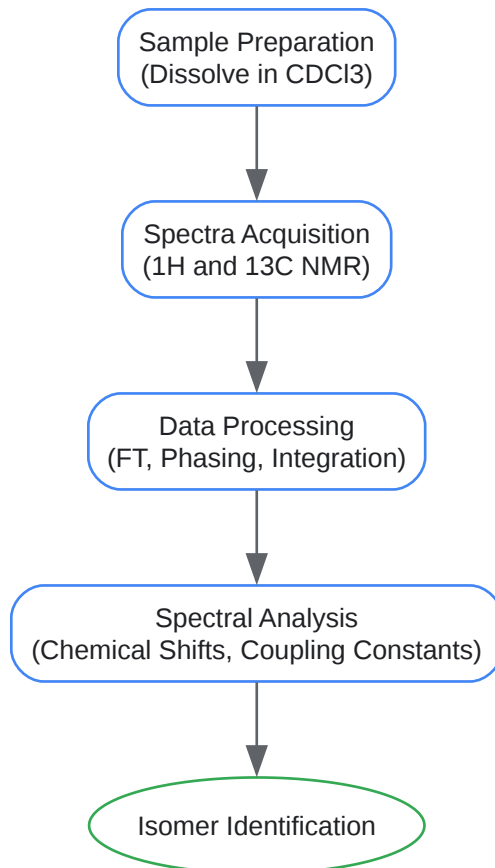 Sample Preparation
(Dissolve in CDCl3)
Spectra Acquisition
(1H and 13C NMR)
Data Processing
(FT, Phasing, Integration)
Spectral Analysis
(Chemical Shifts, Coupling Constants)
Isomer Identification